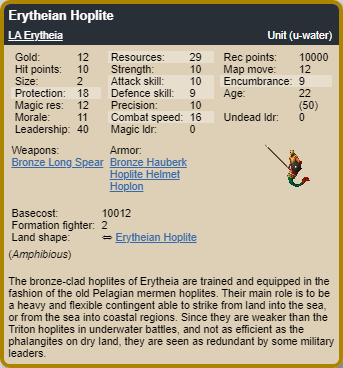 Erytheian Hoplite
LA Erytheia Unit (u-water)
Gold: 12 Resources: 29 Rec points: 10000
Hit points: 10 Strength: 10 Map move: 12
Size: 2 Attack skill: 10 Encumbrance: 9
Protection: 18 Defence skill: 9 Age: 22
Magic res: 12 Precision: 10 (50)
Morale: 11 Combat speed: 16 Undead ldr: 0
Leadership: 40 Magic ldr: 0
Weapons: Armor:
Bronze Long Spear Bronze Hauberk
Hoplite Helmet
Hoplon
Basecost: 10012
Formation fighter: 2
Land shape: ⇔ Erytheian Hoplite
(Amphibious)
The bronze-clad hoplites of Erytheia are trained and equipped in the
fashion of the old Pelagian mermen hoplites. Their main role is to be
a heavy and flexible contingent able to strike from land into the sea,
or from the sea into coastal regions. Since they are weaker than the
Triton hoplites in underwater battles, and not as efficient as the
phalangites on dry land, they are seen as redundant by some military
leaders.